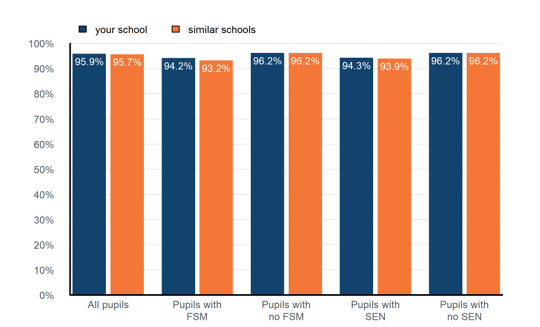 your school similar schools
100%
90%
80%
70%
60%
50%
40%
30%
20%
10%
0%
95.9% 95.7% 94.2% 93.2% 96.2% 96.2% 94.3% 93.9% 96.2% 96.2%
All pupils Pupils with Pupils with Pupils with Pupils with
FSM no FSM SEN no SEN